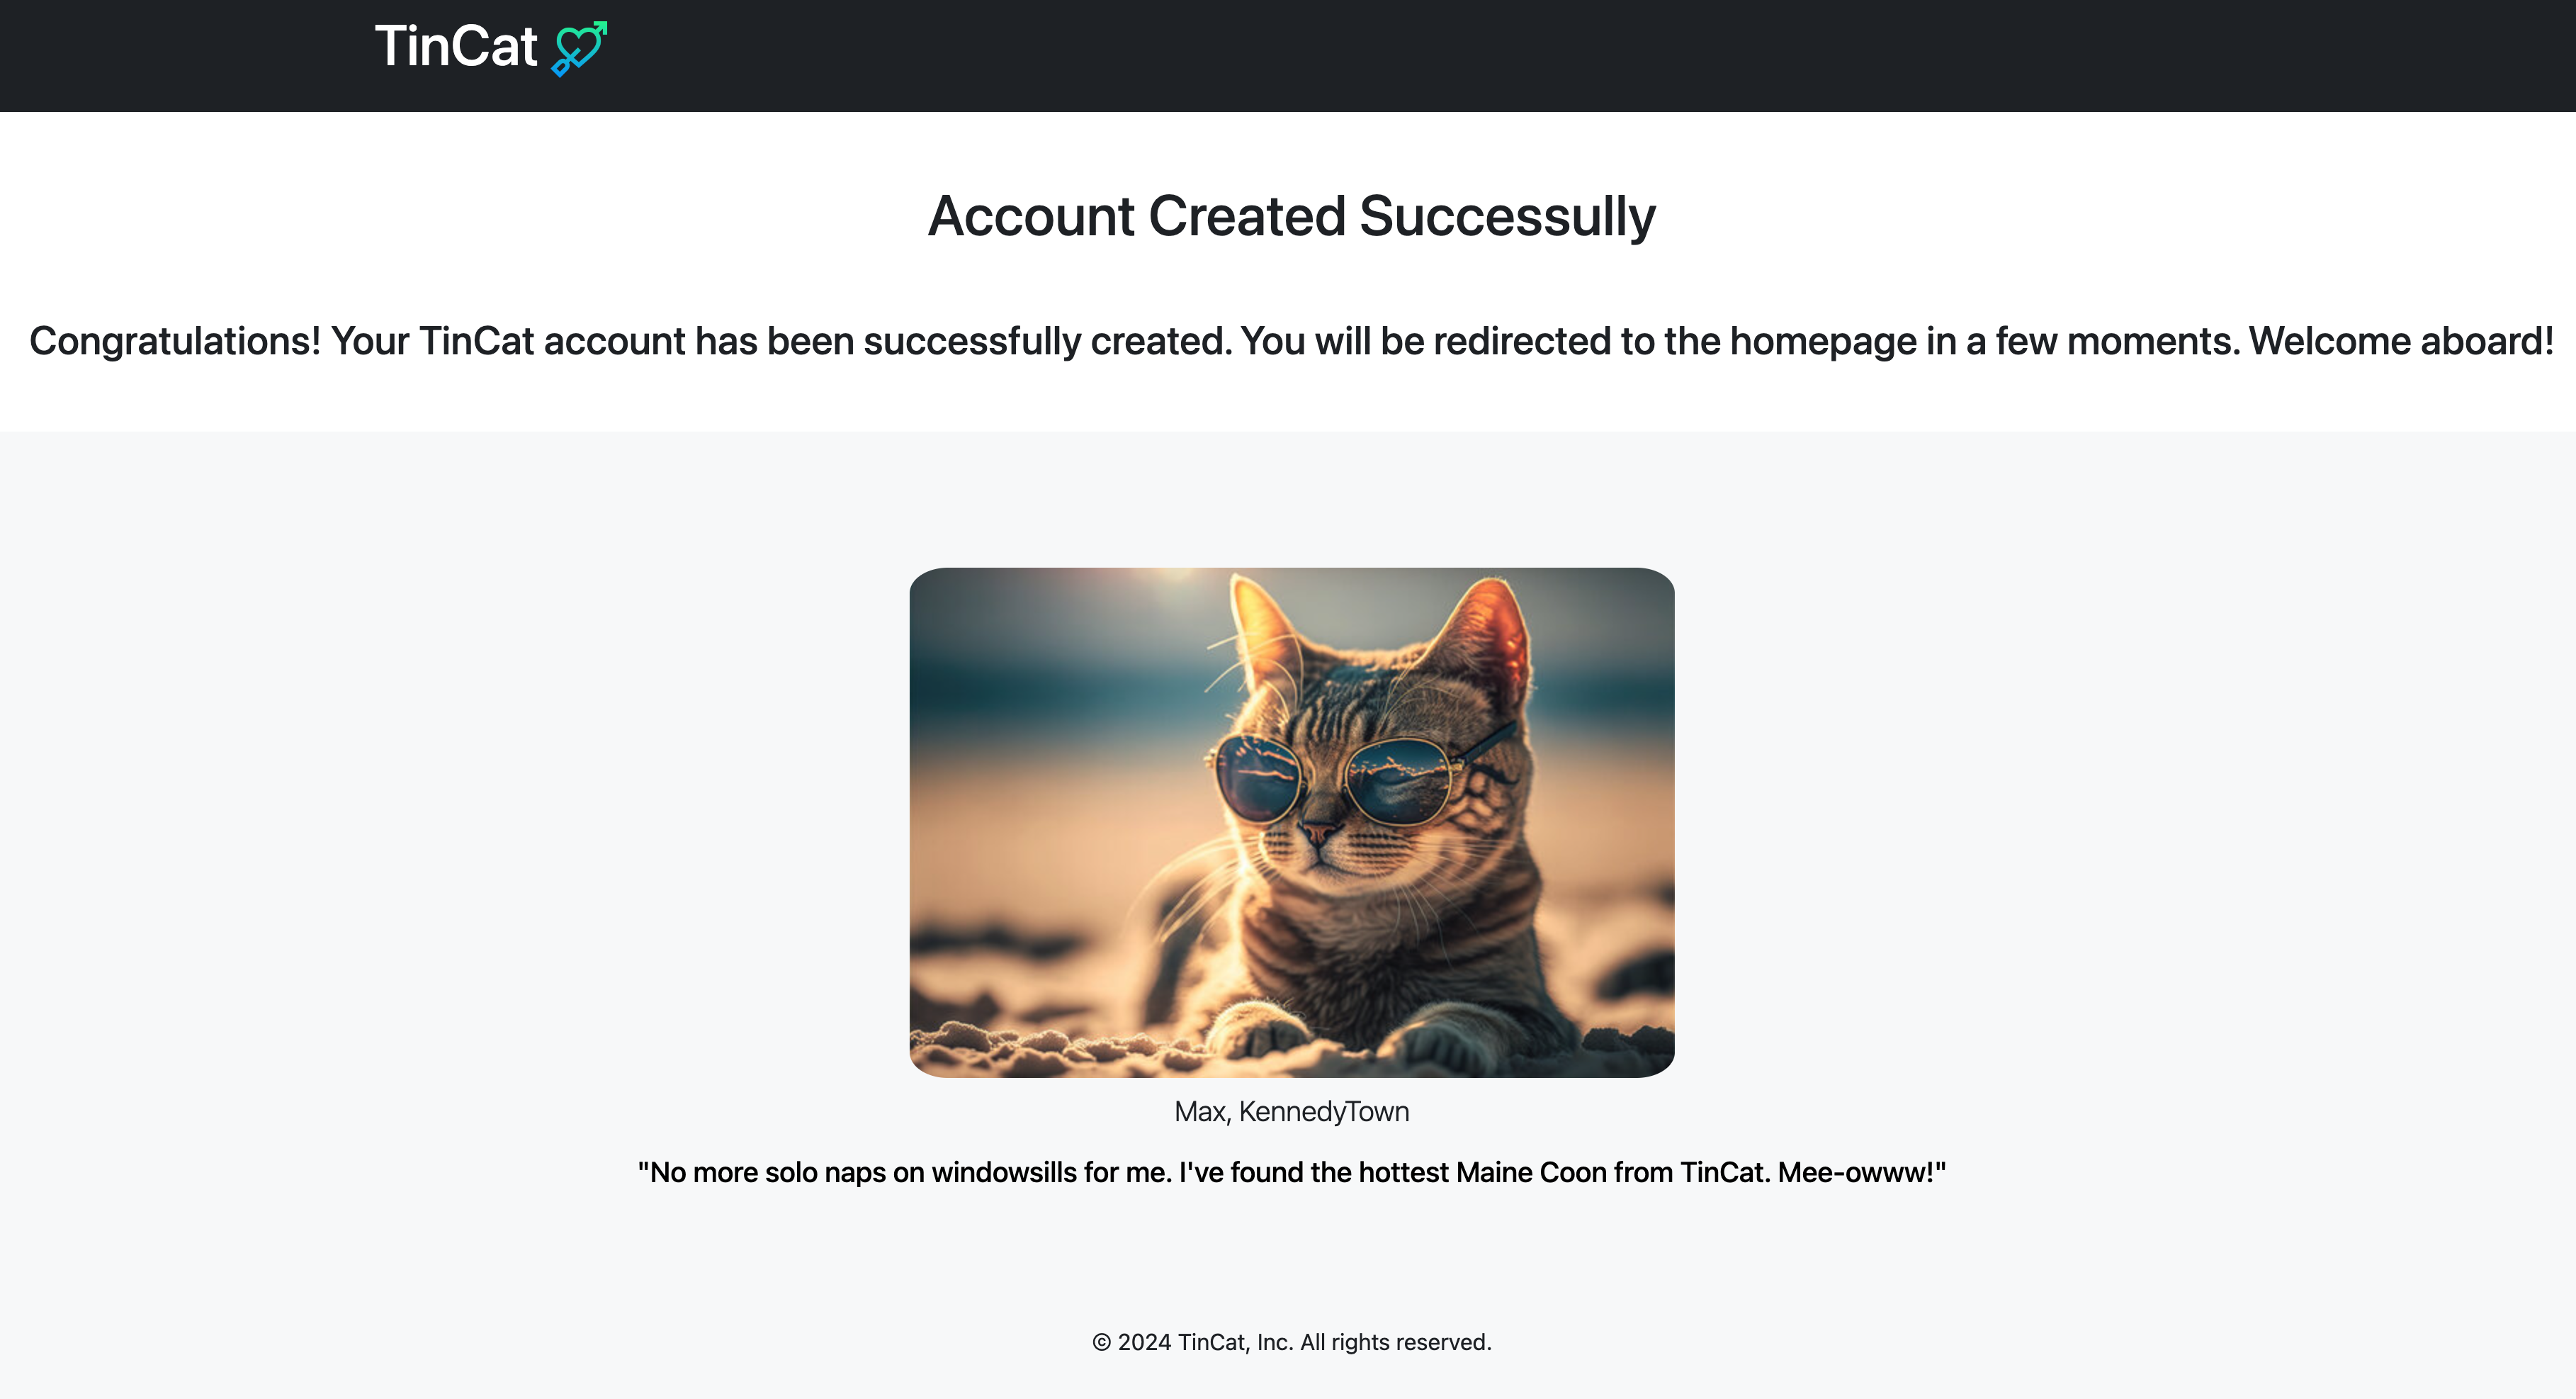 TinCat
Account Created Successully
Congratulations! Your TinCat account has been successfully created. You will be redirected to the homepage in a few moments. Welcome aboard!
Max, KennedyTown
"No more solo naps on windowsills for me. I've found the hottest Maine Coon from TinCat. Mee-owww!"
© 2024 TinCat, Inc. All rights reserved.